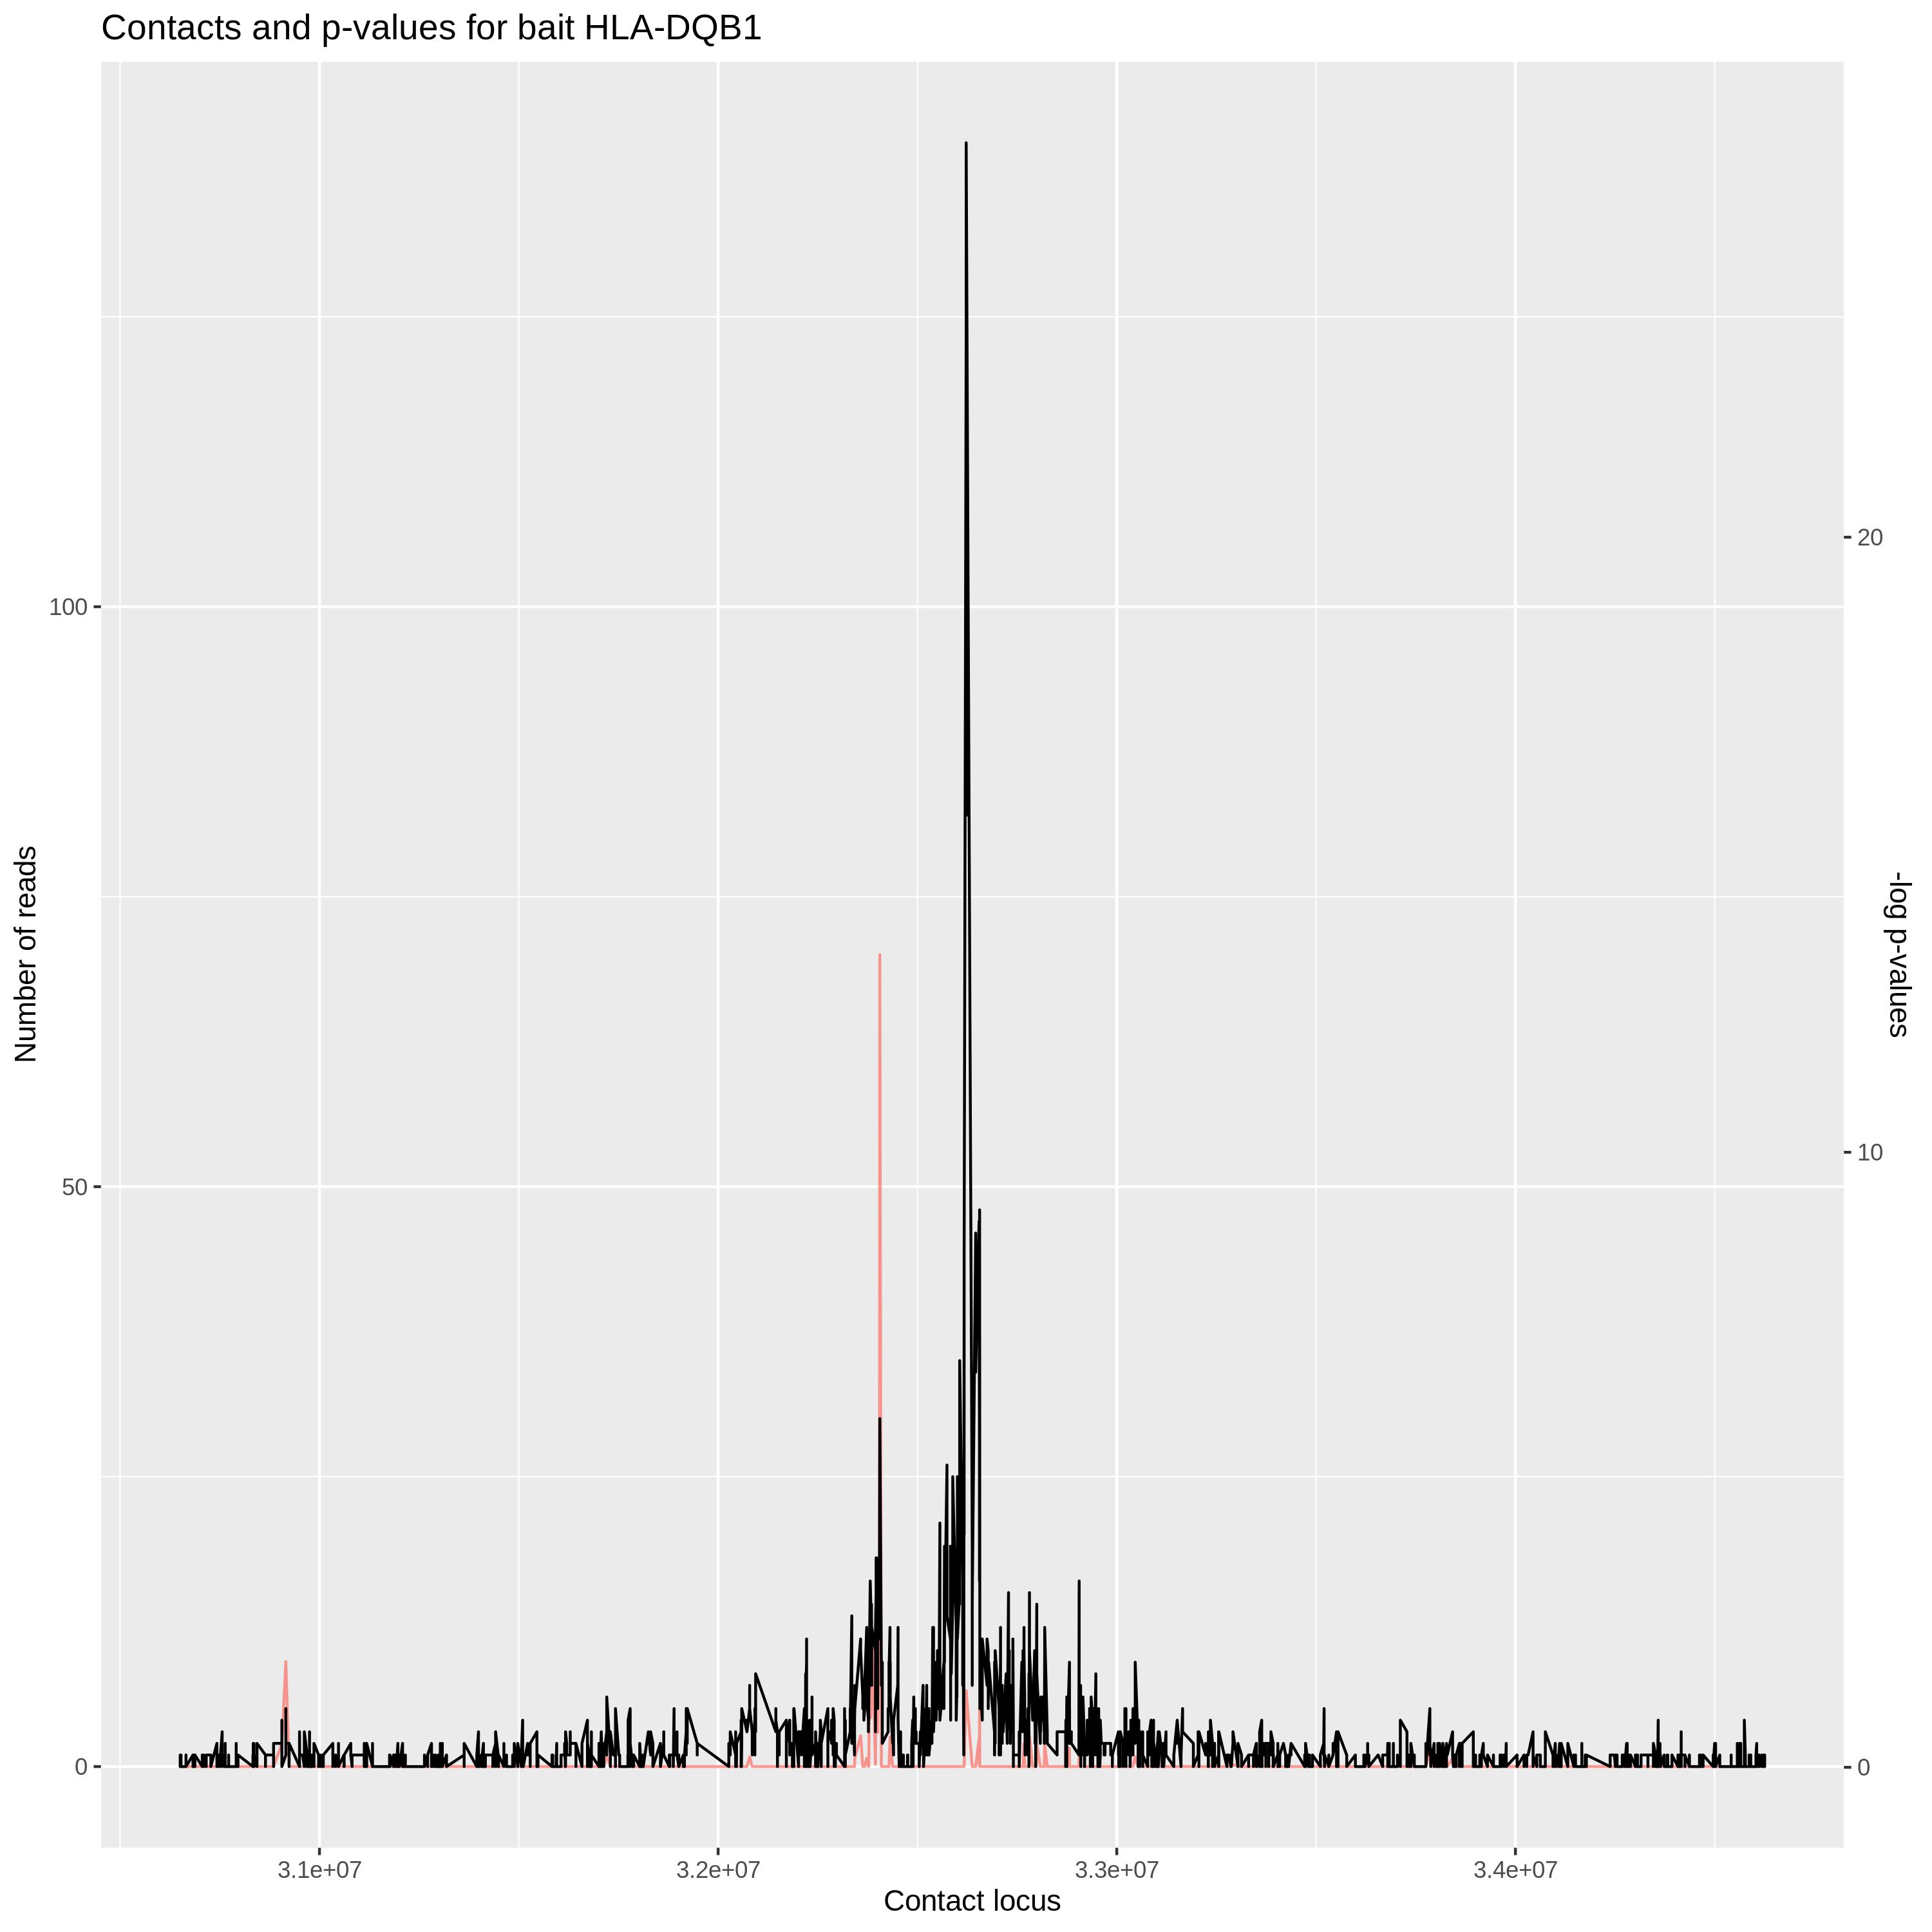 Contacts and p-values for bait HLA-DQB1
Number of reads
100
50
0
20
10
0
-log p-values
3.1e+07
3.2e+07
3.3e+07
3.4e+07
Contact locus